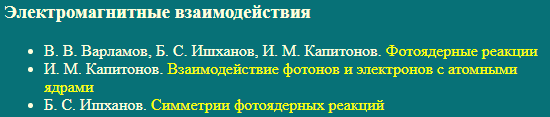 Электромагнитные взаимодействия
• В. В. Варламов, Б. С. Ишханов, И. М. Капитонов. Фотоядерные реакции
• И. М. Капитонов. Взаимодействие фотонов и электронов с атомными
ядрами
• Б. С. Ишханов. Симметрии фотоядерных реакций